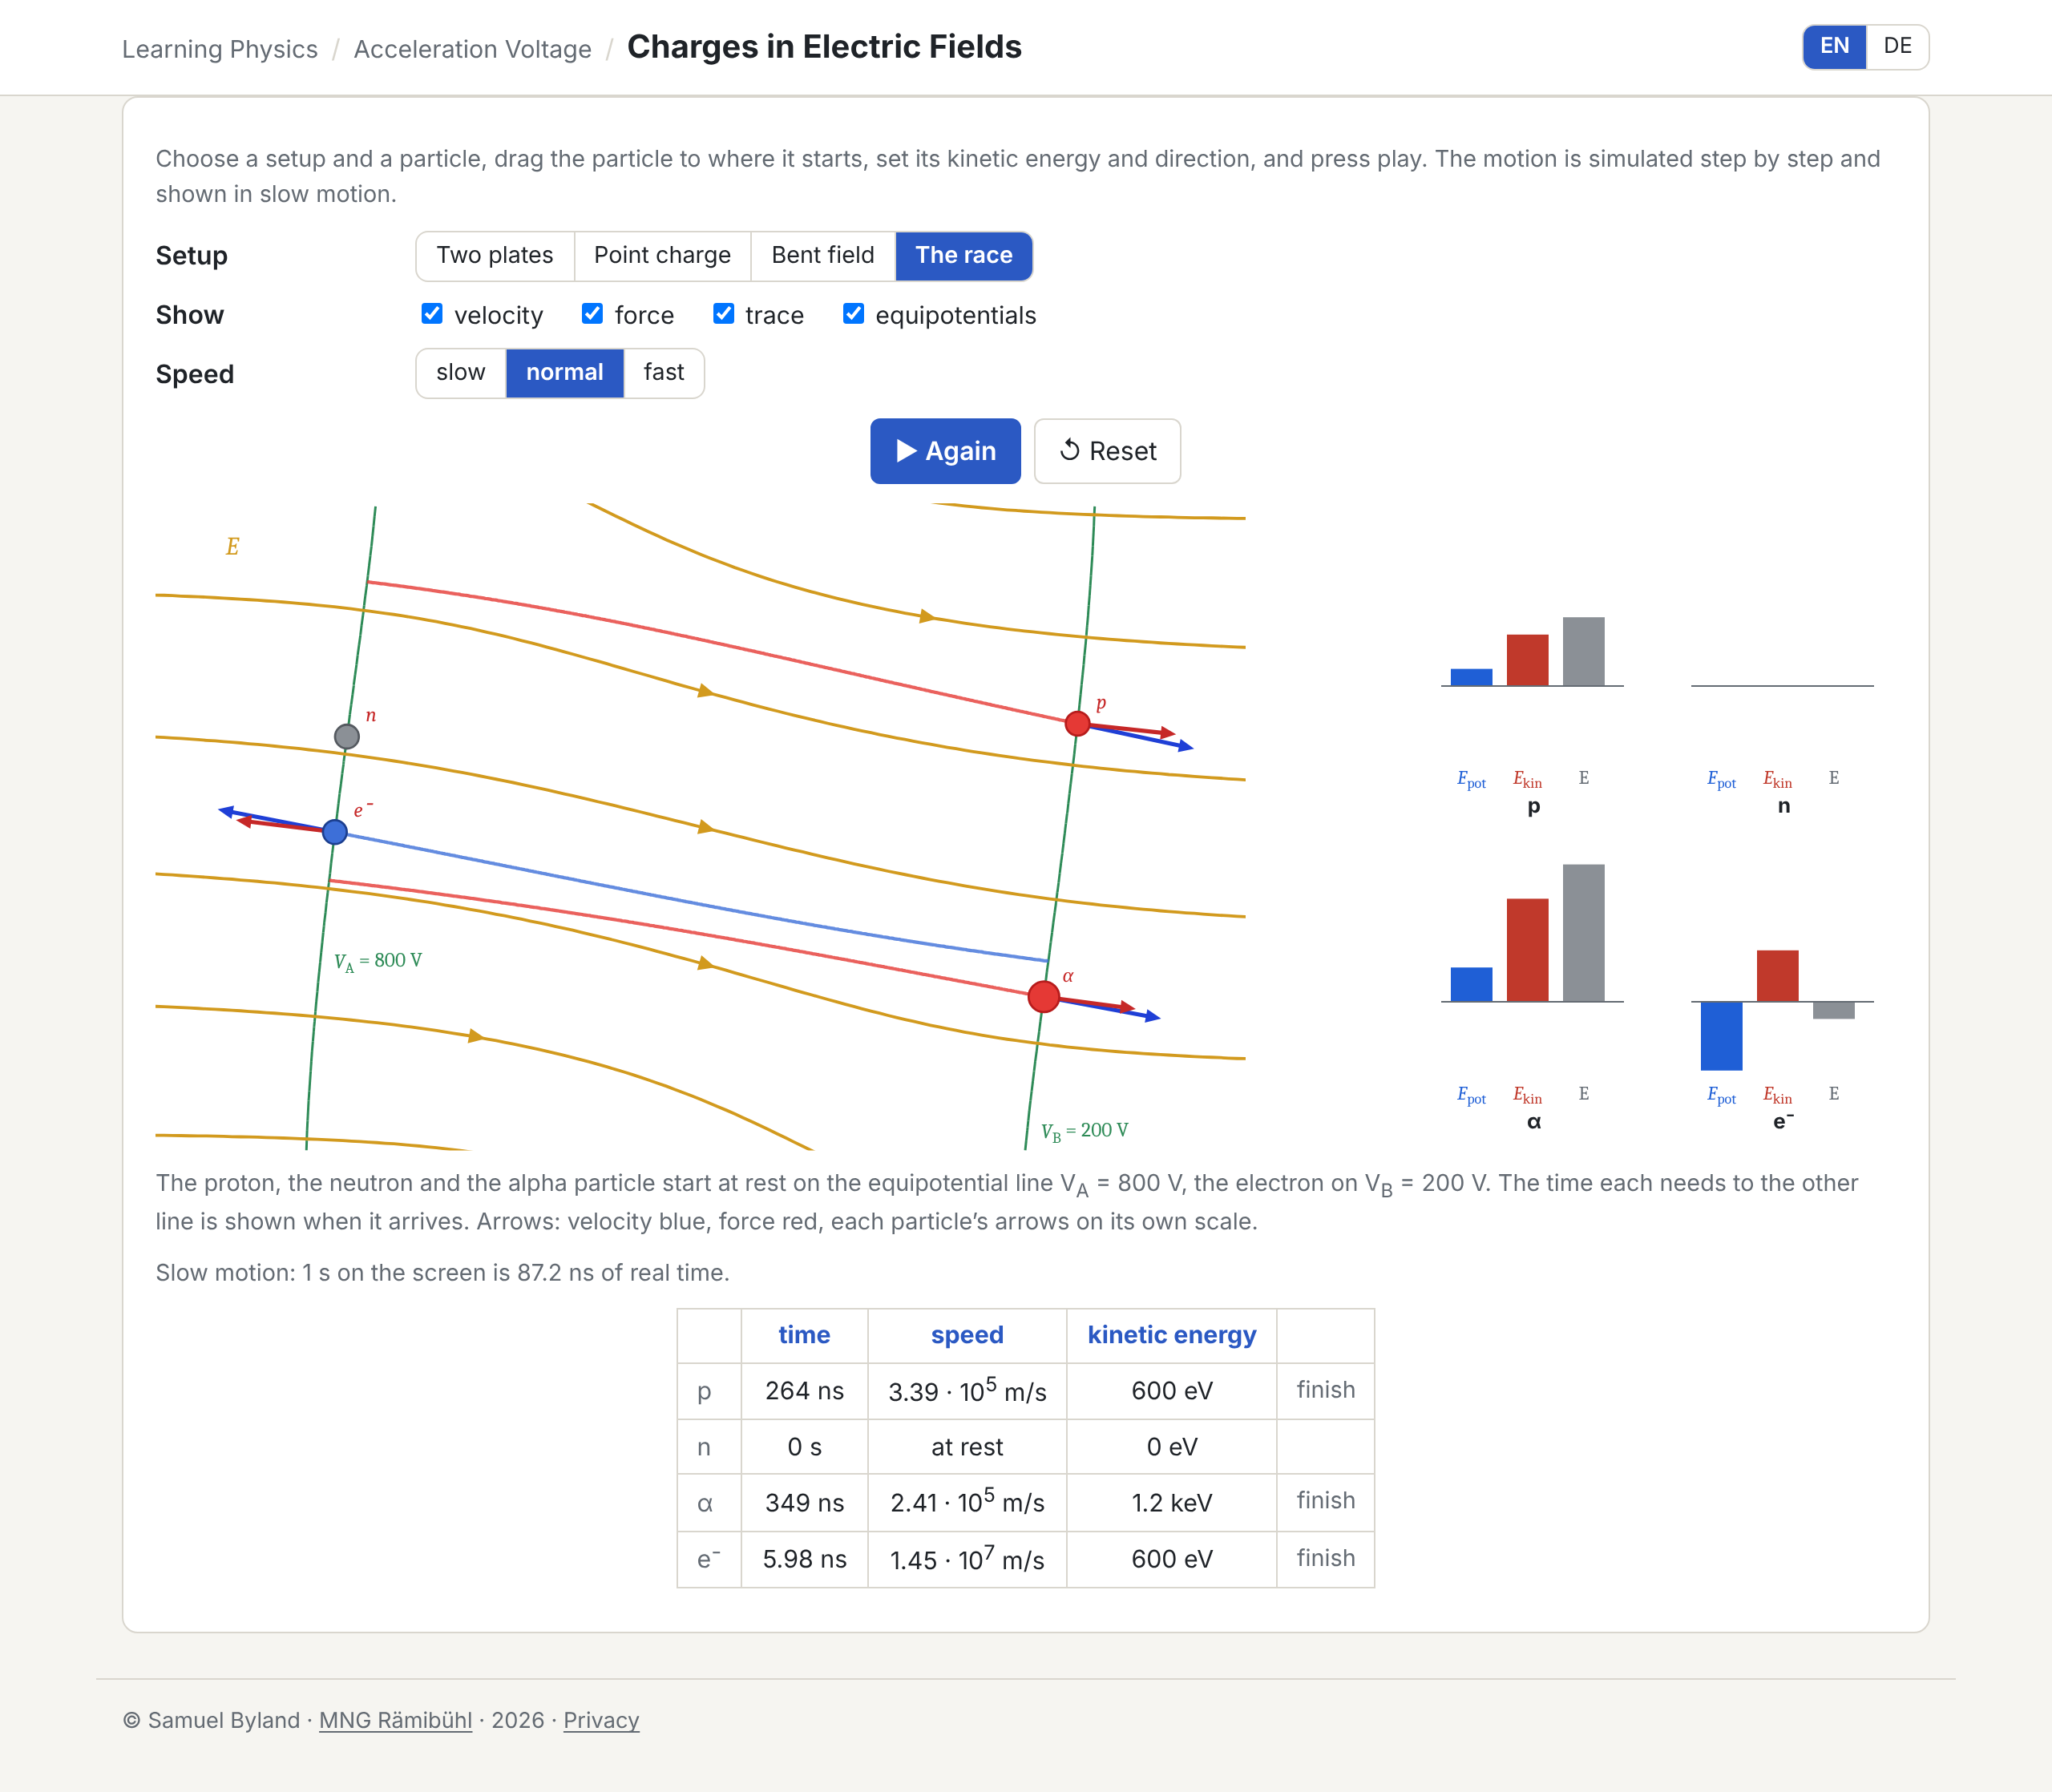 Learning Physics / Acceleration Voltage / Charges in Electric Fields
EN DE
Choose a setup and a particle, drag the particle to where it starts, set its kinetic energy and direction, and press play. The motion is simulated step by step and
shown in slow motion.
Setup Two plates Point charge Bent field The race
Show velocity force trace equipotentials
Speed slow normal fast
▶ Again ↺ Reset
E
n
p
e⁻
α
V_A = 800 V
V_B = 200 V
E_pot E_kin E
p
E_pot E_kin E
n
E_pot E_kin E
α
E_pot E_kin E
e⁻
The proton, the neutron and the alpha particle start at rest on the equipotential line V_A = 800 V, the electron on V_B = 200 V. The time each needs to the other
line is shown when it arrives. Arrows: velocity blue, force red, each particle’s arrows on its own scale.
Slow motion: 1 s on the screen is 87.2 ns of real time.
time speed kinetic energy
p 264 ns 3.39 · 10⁵ m/s 600 eV finish
n 0 s at rest 0 eV
α 349 ns 2.41 · 10⁵ m/s 1.2 keV finish
e⁻ 5.98 ns 1.45 · 10⁷ m/s 600 eV finish
© Samuel Byland · MNG Rämibühl · 2026 · Privacy